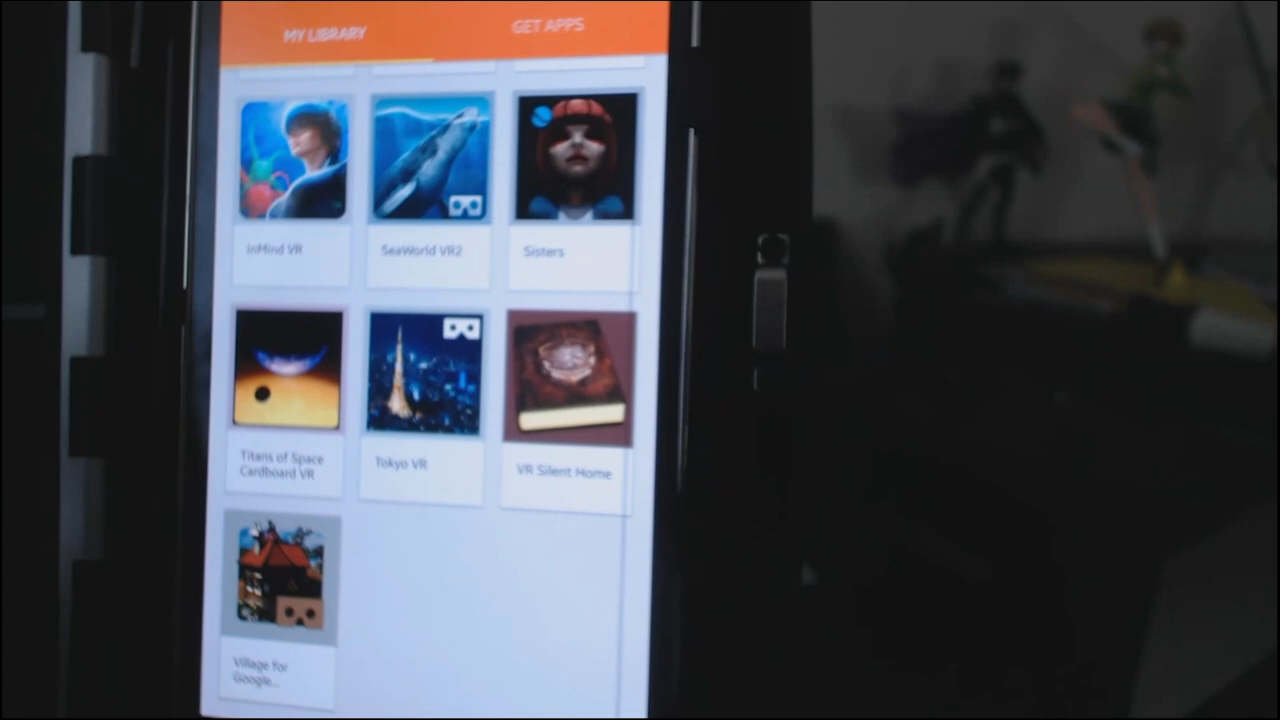 MY LIBRARY
GET APPS
InMind VR
SeaWorld VR2
Sisters
Titans of Space
Cardboard VR
Tokyo VR
VR Silent Home
Village for
Google...